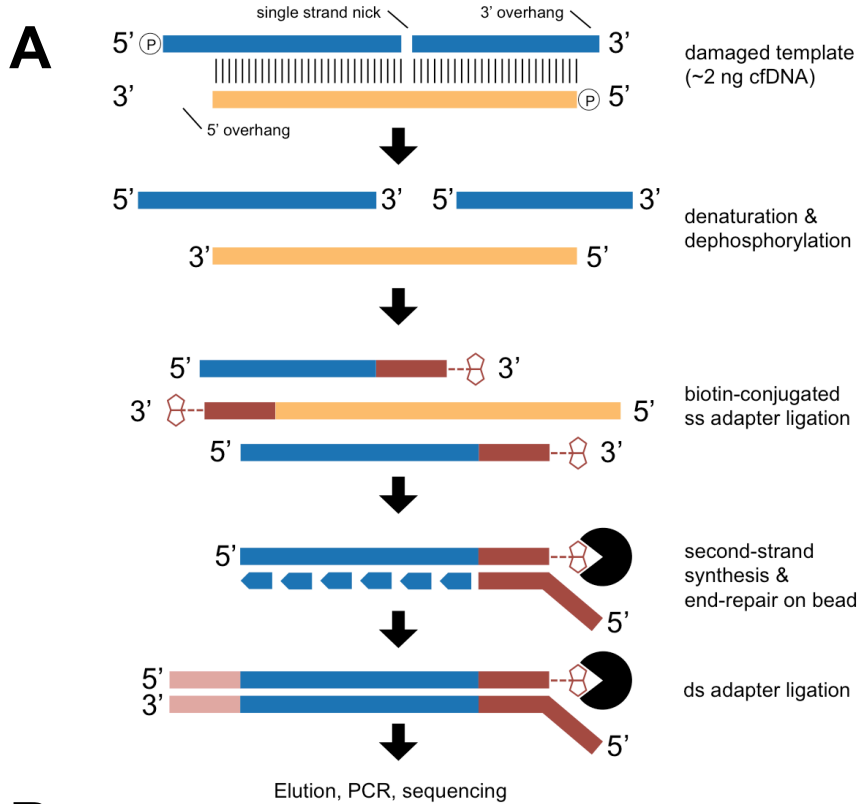 A
single strand nick
3’ overhang
5’ P 3’
damaged template
(~2 ng cfDNA)
3’ P 5’
5’ overhang
5’ 3’ 5’ 3’
denaturation &
dephosphorylation
3’ 5’
5’ 3’
biotin-conjugated
ss adapter ligation
3’ 5’
5’ 3’
5’
second-strand
synthesis &
end-repair on bead
5’
5’
3’
ds adapter ligation
5’
Elution, PCR, sequencing